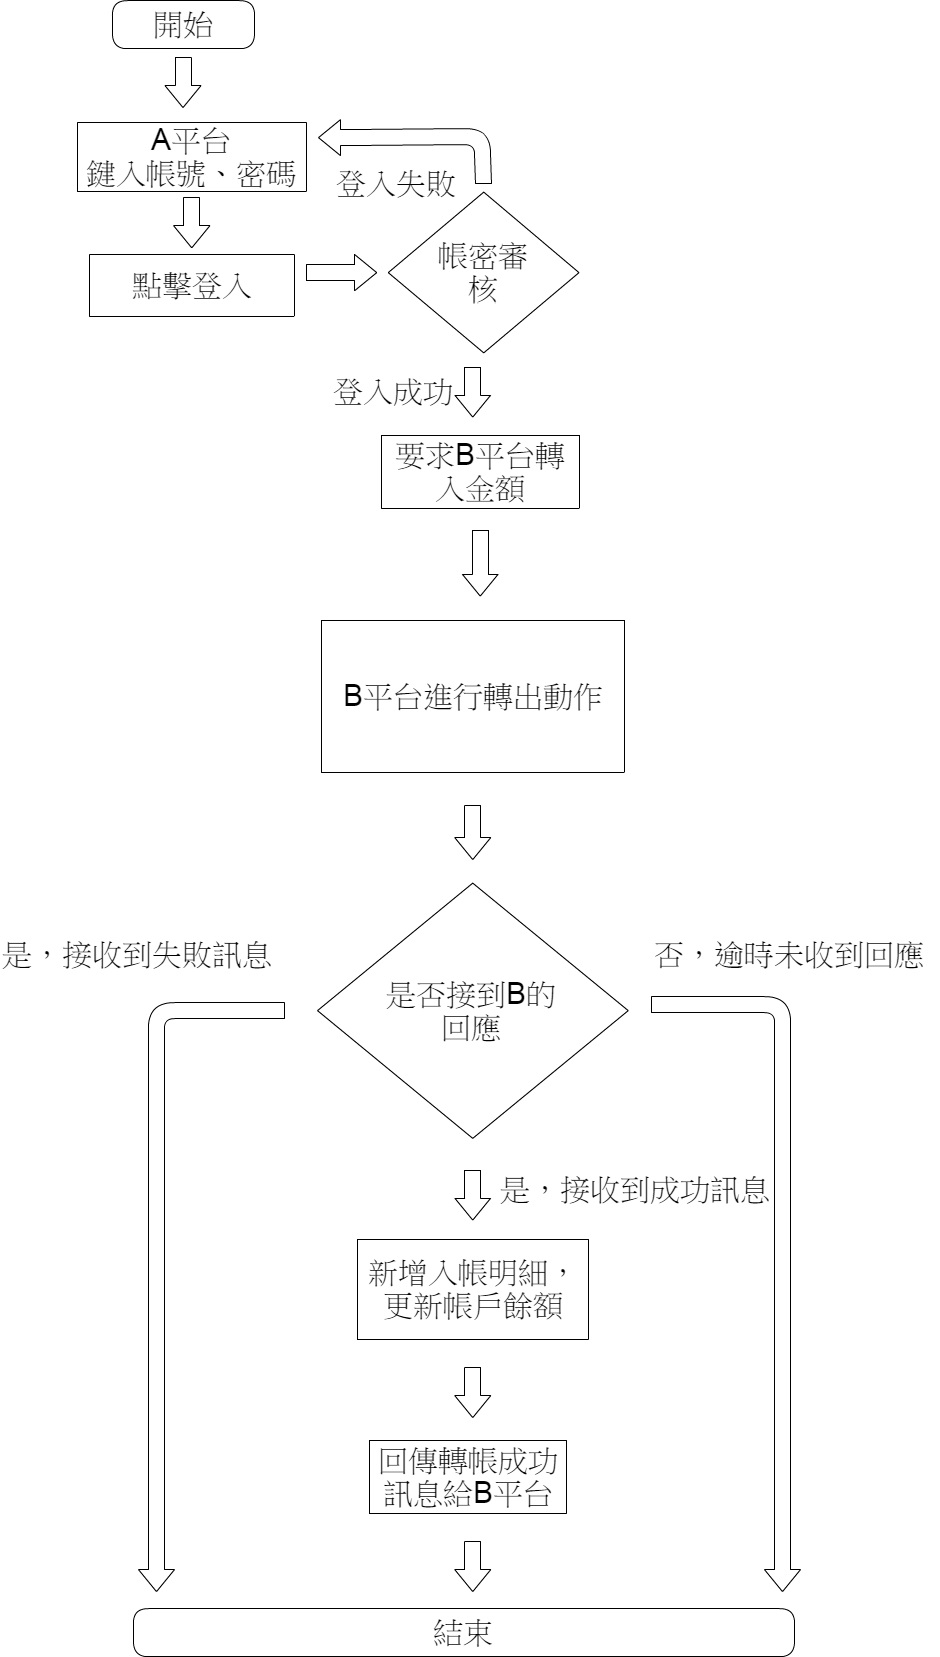 開始
A平台
鍵入帳號、密碼
登入失敗
帳密審
核
點擊登入
登入成功
要求B平台轉
入金額
B平台進行轉出動作
是，接收到失敗訊息
否，逾時未收到回應
是否接到B的
回應
是，接收到成功訊息
新增入帳明細，
更新帳戶餘額
回傳轉帳成功
訊息給B平台
結束